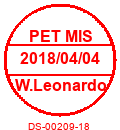 PET MIS
2018/04/04
W.Leonardo
DS-00209-18